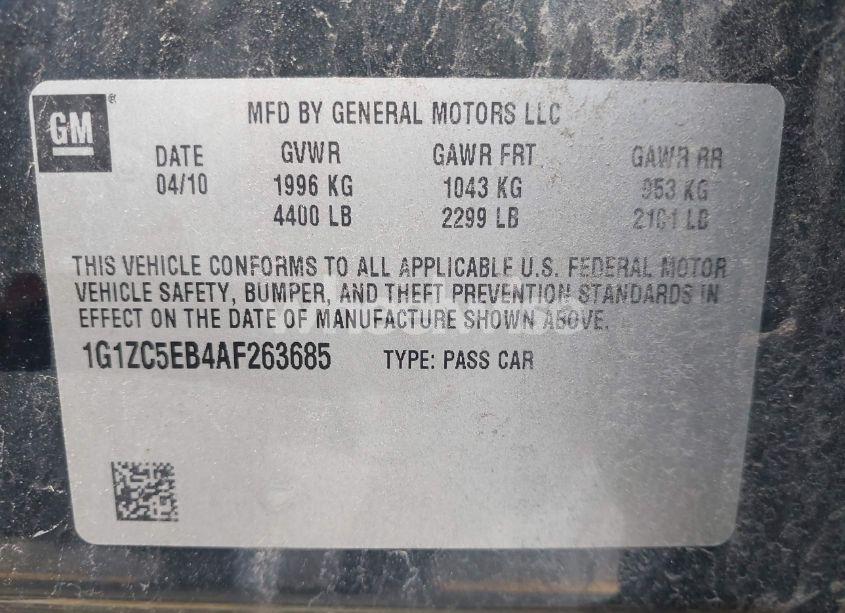 GM®
MFD BY GENERAL MOTORS LLC
DATE GVWR GAWR FRT GAWR RR
04/10 1996 KG 1043 KG 953 KG
4400 LB 2299 LB 2101 LB
THIS VEHICLE CONFORMS TO ALL APPLICABLE U.S. FEDERAL MOTOR
VEHICLE SAFETY, BUMPER, AND THEFT PREVENTION STANDARDS IN
EFFECT ON THE DATE OF MANUFACTURE SHOWN ABOVE.
1G1ZC5EB4AF263685 TYPE: PASS CAR